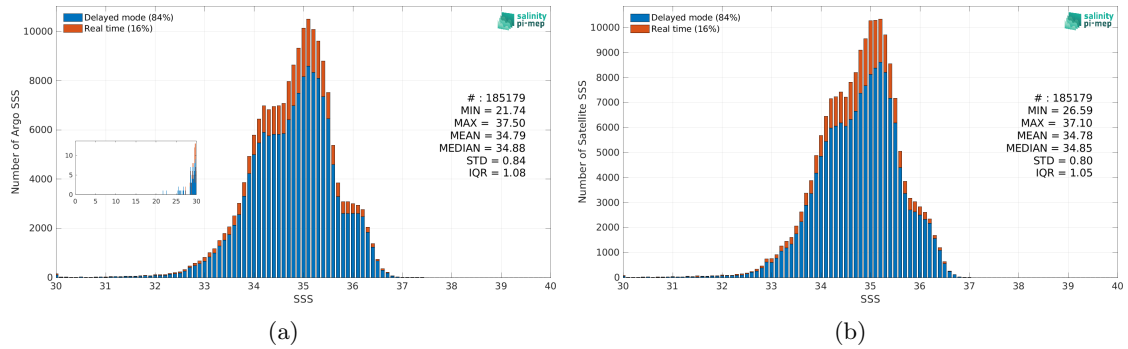 Delayed mode (84%)
Real time (16%)
salinity
pi-mep
Number of Argo SSS
10000
8000
6000
4000
2000
0
# : 185179
MIN = 21.74
MAX = 37.50
MEAN = 34.79
MEDIAN = 34.88
STD = 0.84
IQR = 1.08
10
5
0
0 5 10 15 20 25 30
30 31 32 33 34 35 36 37 38 39 40
SSS
(a)
Delayed mode (84%)
Real time (16%)
salinity
pi-mep
Number of Satellite SSS
10000
9000
8000
7000
6000
5000
4000
3000
2000
1000
0
# : 185179
MIN = 26.59
MAX = 37.10
MEAN = 34.78
MEDIAN = 34.85
STD = 0.80
IQR = 1.05
30 31 32 33 34 35 36 37 38 39 40
SSS
(b)